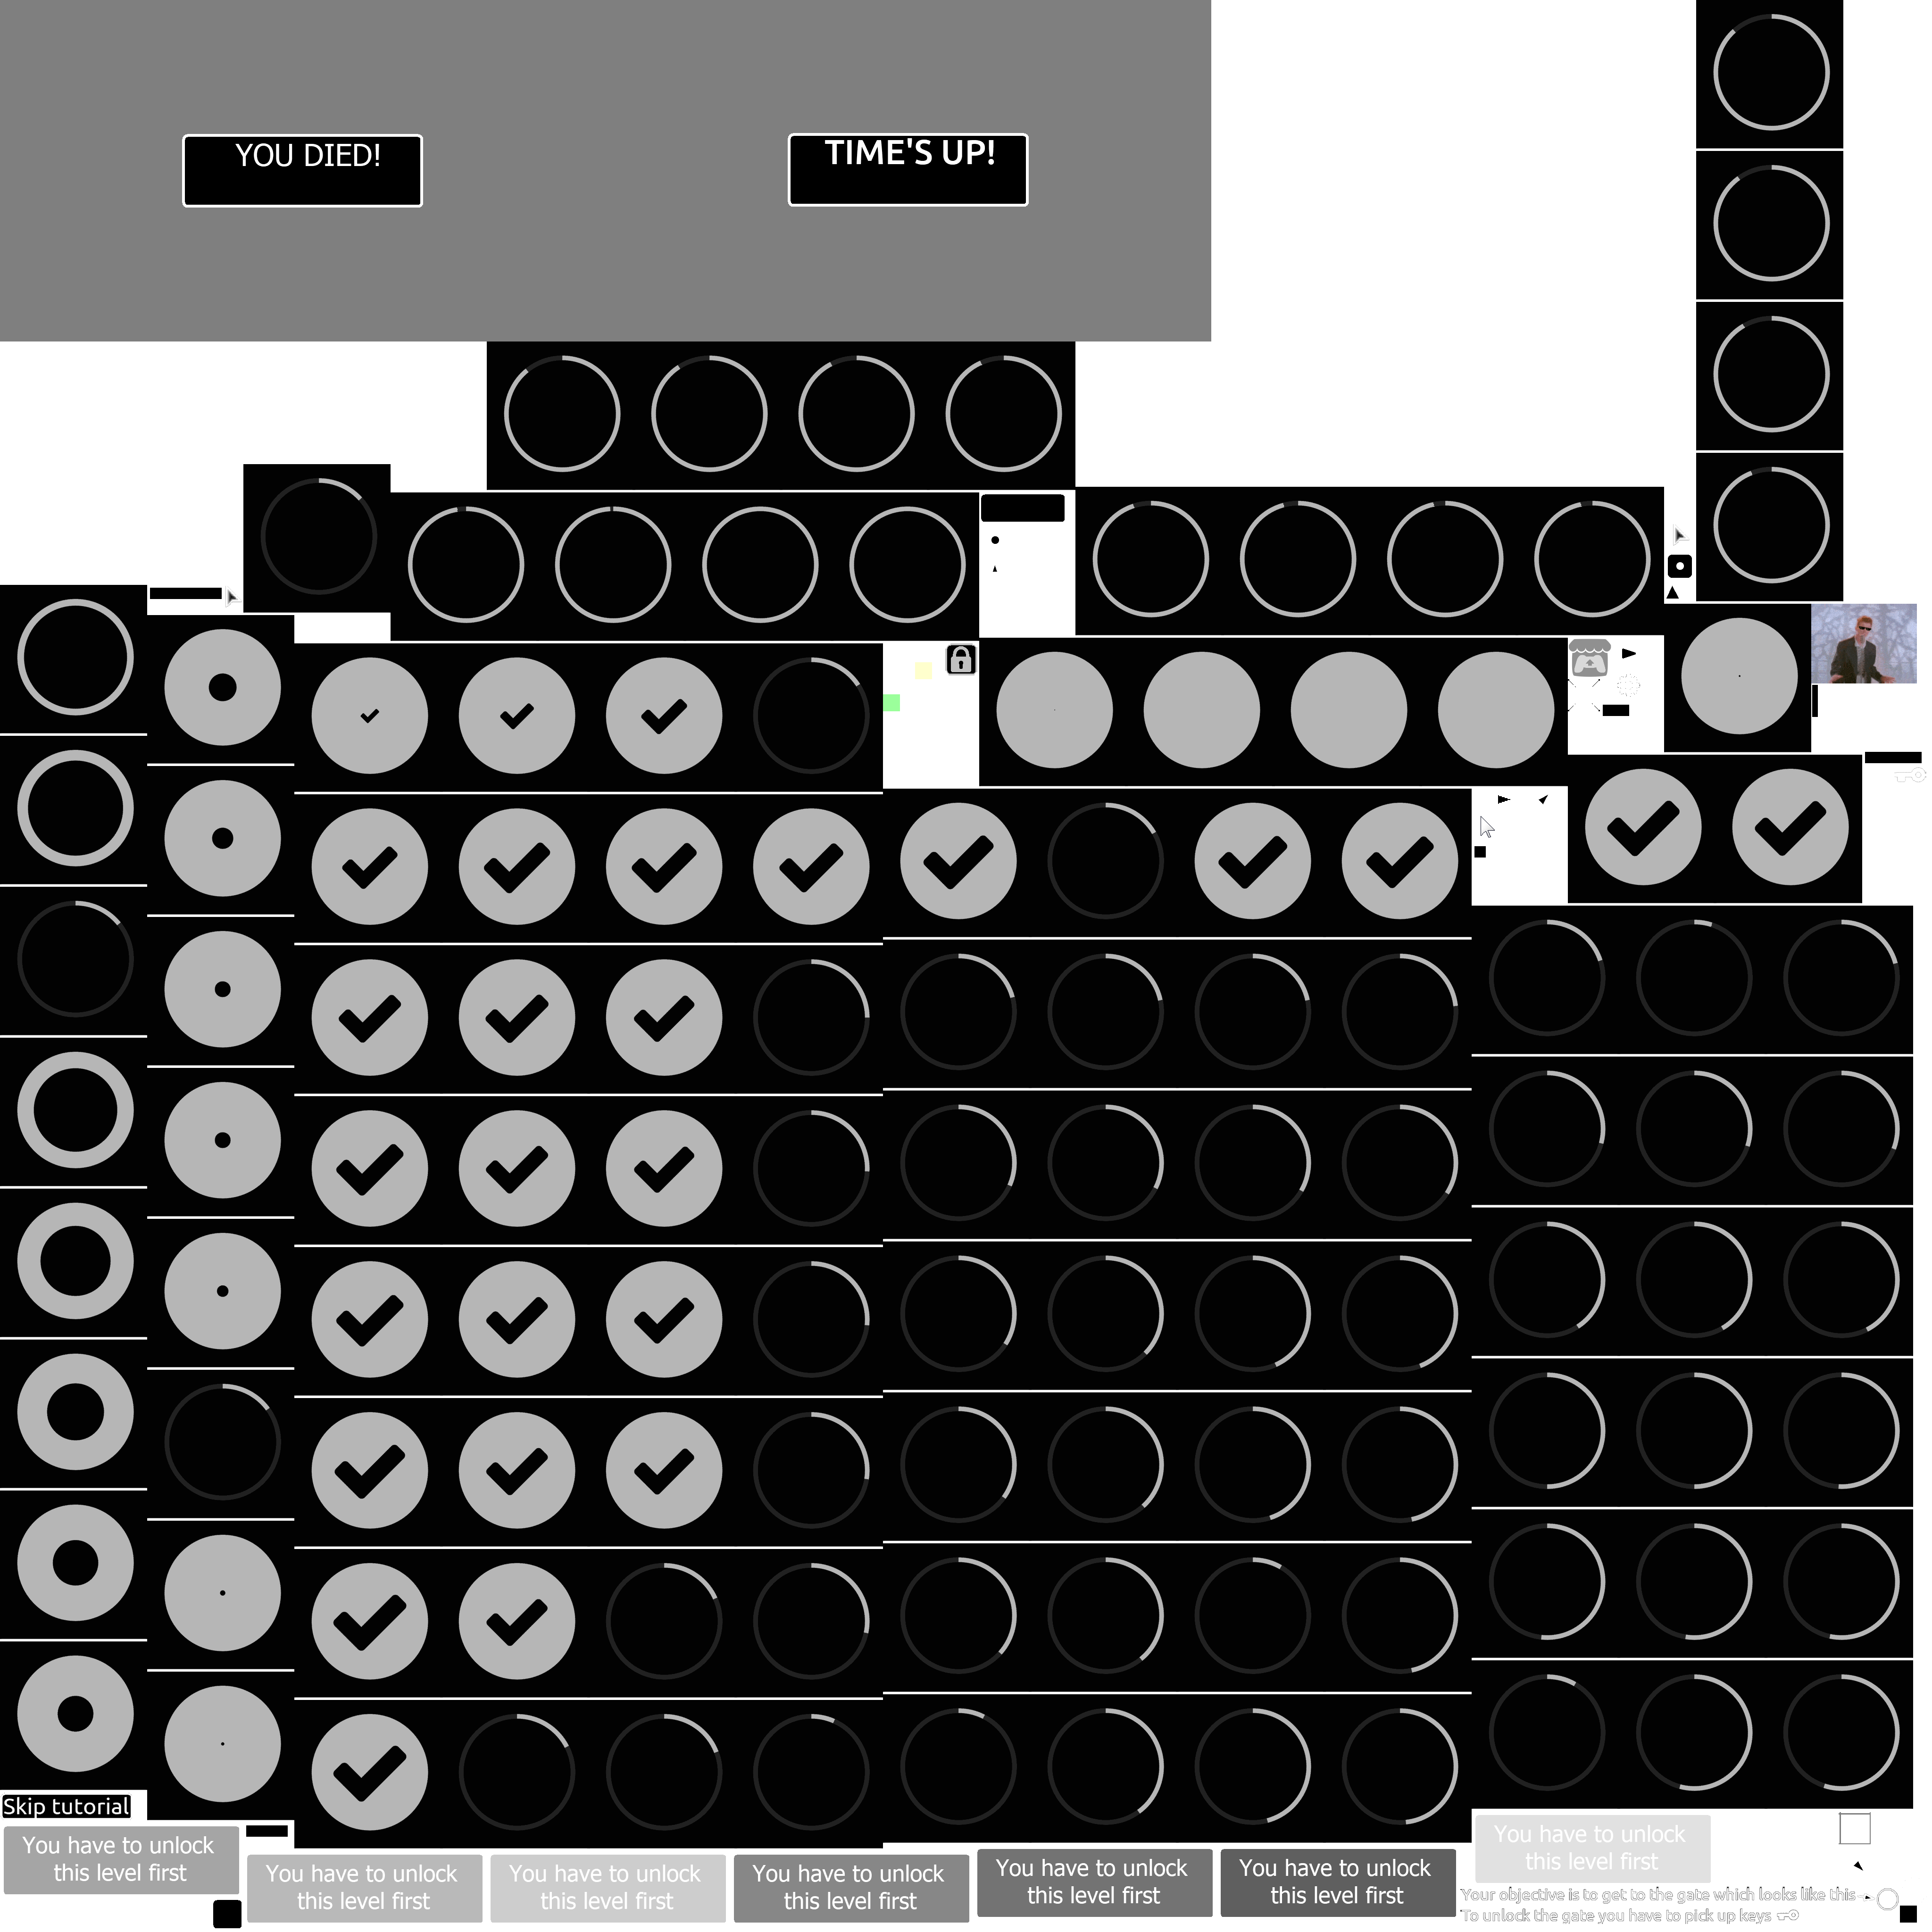 YOU DIED!
TIME'S UP!
Skip tutorial
You have to unlock
this level first
You have to unlock
this level first
You have to unlock
this level first
You have to unlock
this level first
You have to unlock
this level first
You have to unlock
this level first
You have to unlock
this level first
Your objective is to get to the gate which looks like this
To unlock the gate you have to pick up keys